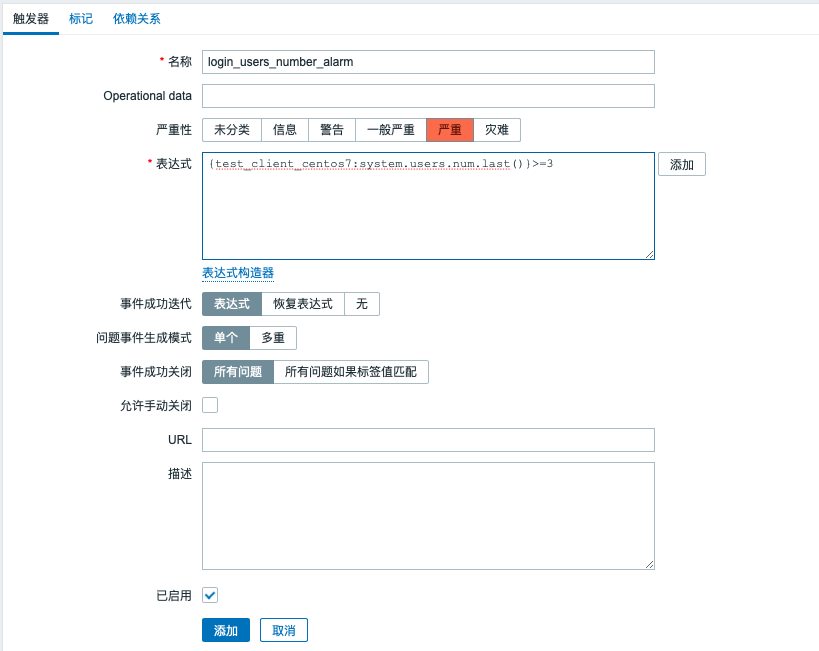 触发器 标记 依赖关系
* 名称 login_users_number_alarm
Operational data
严重性 未分类 信息 警告 一般严重 严重 灾难
* 表达式 {test_client_centos7:system.users.num.last()}>=3 添加
表达式构造器
事件成功迭代 表达式 恢复表达式 无
问题事件生成模式 单个 多重
事件成功关闭 所有问题 所有问题如果标签值匹配
允许手动关闭
URL
描述
已启用
添加 取消